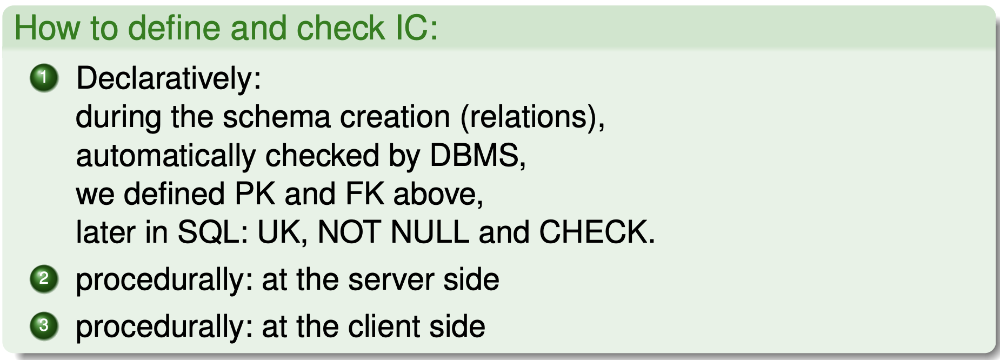 How to define and check IC:
1 Declaratively:
during the schema creation (relations),
automatically checked by DBMS,
we defined PK and FK above,
later in SQL: UK, NOT NULL and CHECK.
2 procedurally: at the server side
3 procedurally: at the client side